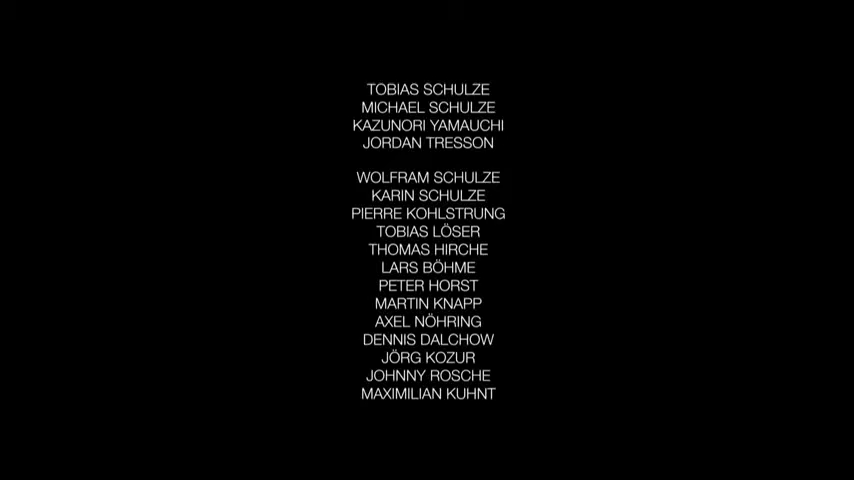 TOBIAS SCHULZE
MICHAEL SCHULZE
KAZUNORI YAMAUCHI
JORDAN TRESSON
WOLFRAM SCHULZE
KARIN SCHULZE
PIERRE KOHLSTRUNG
TOBIAS LÖSER
THOMAS HIRCHE
LARS BÖHME
PETER HORST
MARTIN KNAPP
AXEL NÖHRING
DENNIS DALCHOW
JÖRG KOZUR
JOHNNY ROSCHE
MAXIMILIAN KUHNT